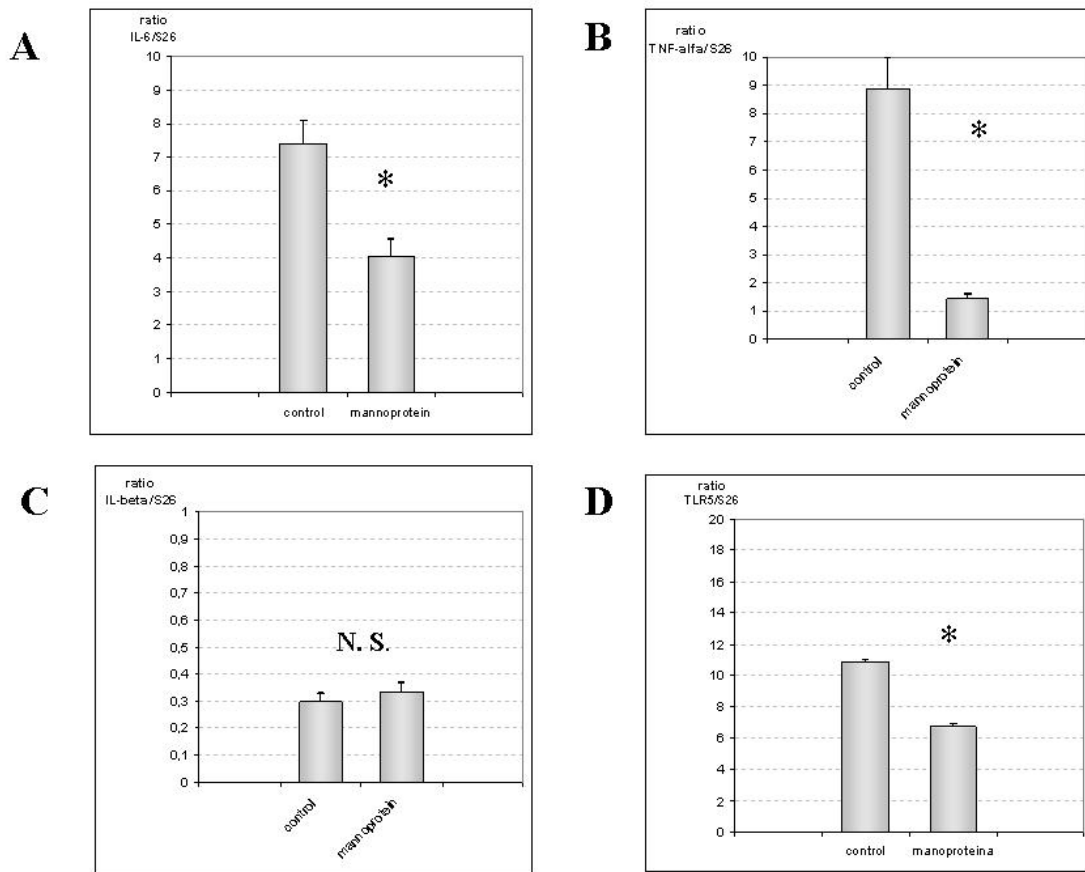 A
ratio
IL-6/S26
10
9
8
7
6
5
4
3
2
1
0
*
control
mannoprotein
B
ratio
TNF-alfa/S26
10
9
8
7
6
5
4
3
2
1
0
*
control
mannoprotein
C
ratio
IL-beta/S26
1
0,9
0,8
0,7
0,6
0,5
0,4
0,3
0,2
0,1
0
N. S.
control
mannoprotein
D
ratio
TLR5/S26
20
18
16
14
12
10
8
6
4
2
0
*
control
manoproteina